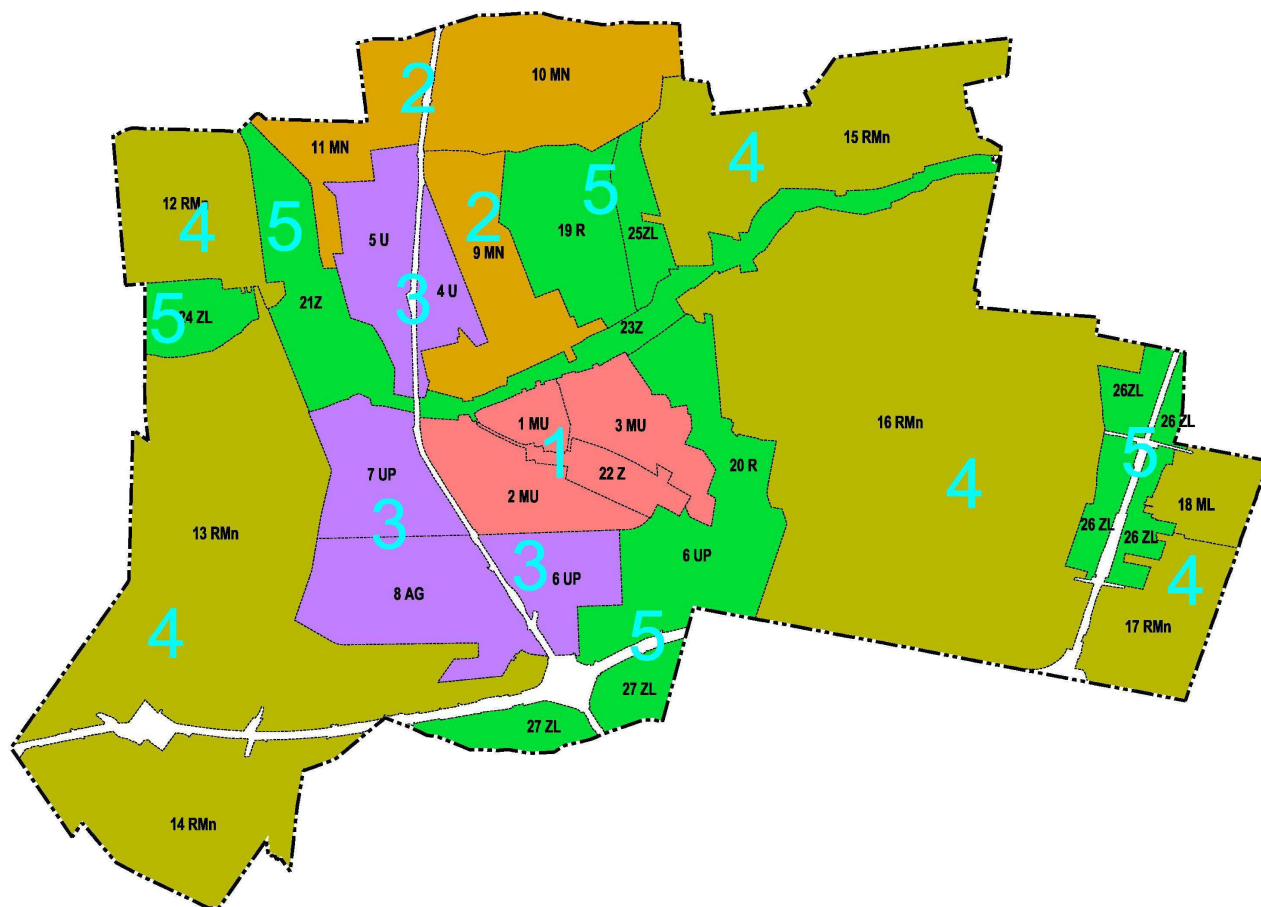 2
10 MN
15 RMn
4
11 MN
12 RMn
4
5
5 U
2
9 MN
19 R
5
25ZL
4 U
3
21Z
24 ZL
5
23Z
26ZL
26 ZL
5
1 MU
3 MU
1
22 Z
2 MU
20 R
16 RMn
4
7 UP
3
18 ML
13 RMn
6 UP
3
6 UP
26 ZL
26 ZL
4
8 AG
4
17 RMn
5
27 ZL
27 ZL
14 RMn